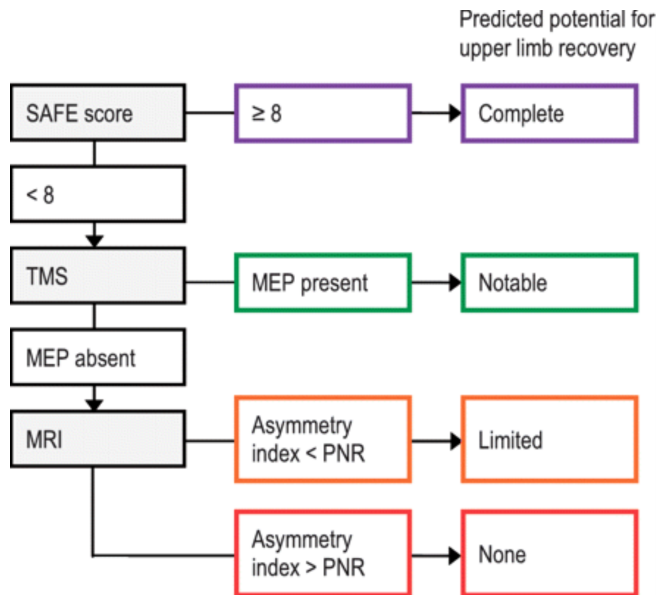 Predicted potential for
upper limb recovery
SAFE score
≥ 8
Complete
< 8
TMS
MEP present
Notable
MEP absent
MRI
Asymmetry
index < PNR
Limited
Asymmetry
index > PNR
None